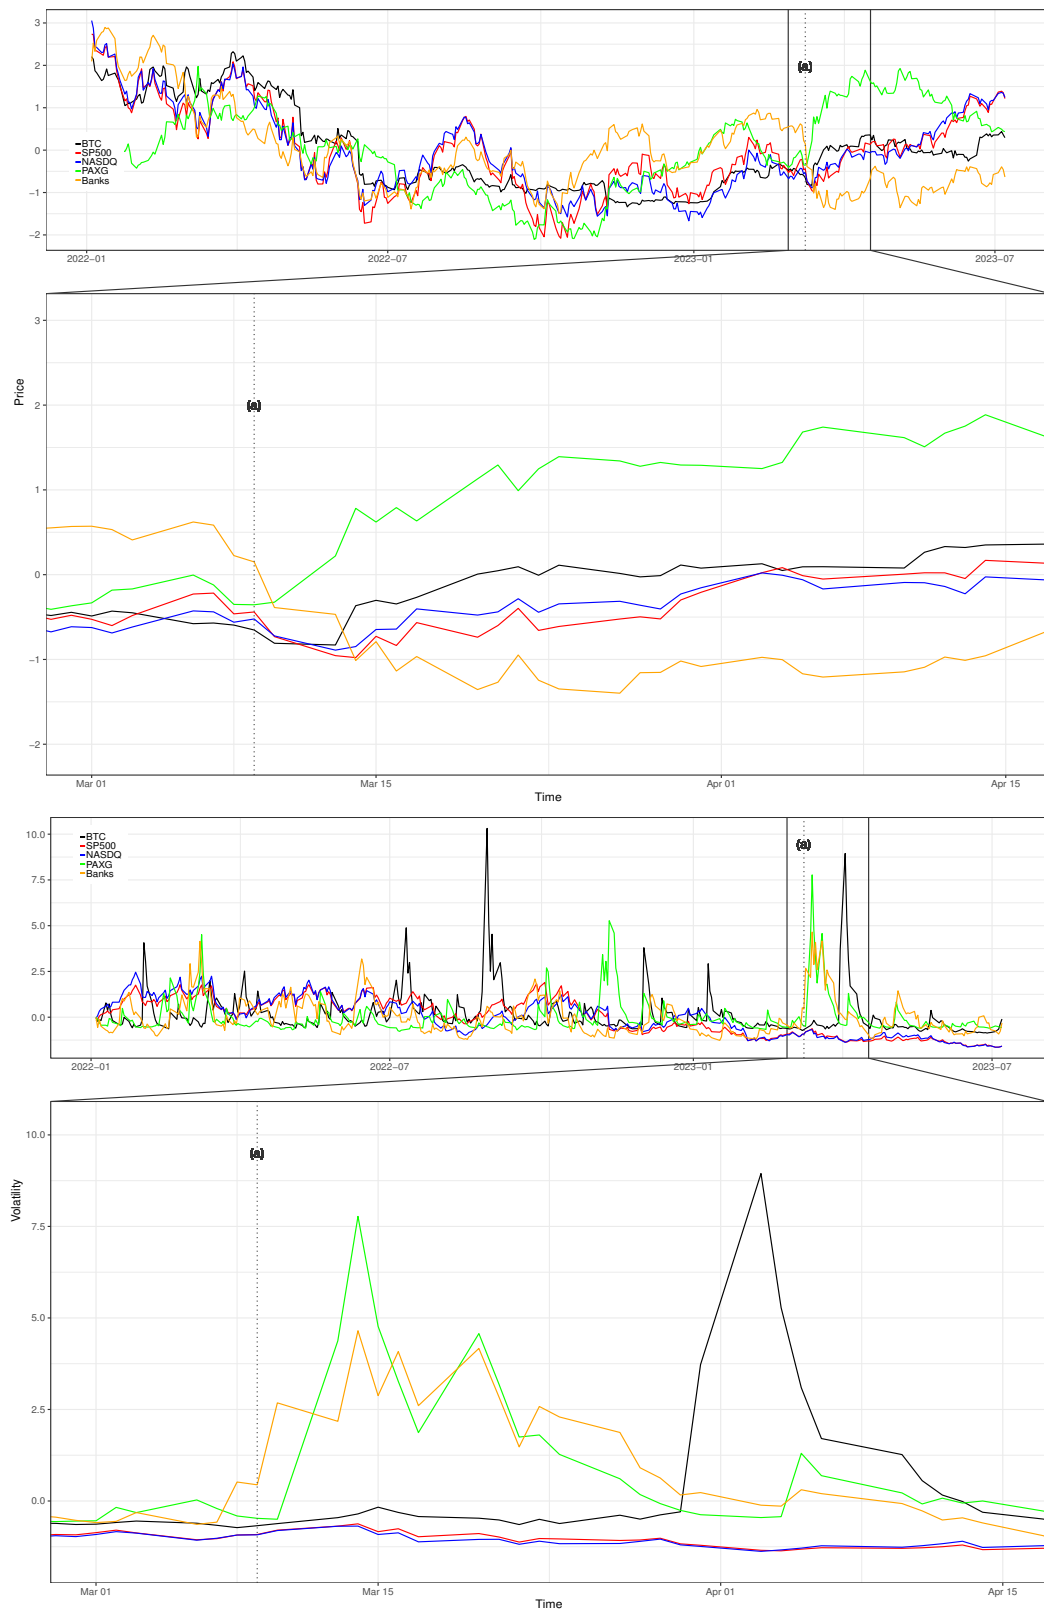 3
2
1
0
−1
−2
(a)
BTC
SP500
NASDQ
PAXG
Banks
2022−01
2022−07
2023−01
2023−07
Price
3
2
1
0
−1
−2
(a)
Mar 01
Mar 15
Apr 01
Apr 15
Time
10.0
7.5
5.0
2.5
0.0
BTC
SP500
NASDQ
PAXG
Banks
(a)
2022−01
2022−07
2023−01
2023−07
Volatility
10.0
7.5
5.0
2.5
0.0
(a)
Mar 01
Mar 15
Apr 01
Apr 15
Time